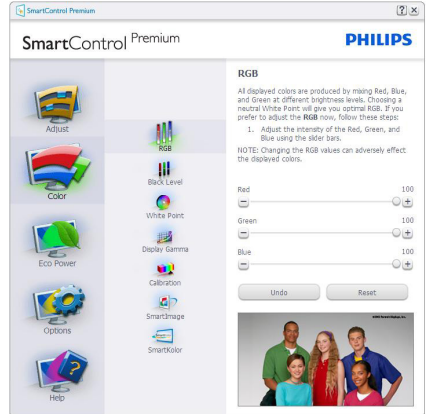 SmartControl Premium
SmartControl Premium
PHILIPS
Adjust
Color
Eco Power
Options
Help
RGB
Black Level
White Point
Display Gamma
Calibration
SmartImage
SmartKolor
RGB
All displayed colors are produced by mixing Red, Blue,
and Green at different brightness levels. Choosing a
neutral White Point will give you optimal RGB. If you
prefer to adjust the RGB now, follow these steps:
1. Adjust the intensity of the Red, Green, and
Blue using the slider bars.
NOTE: Changing the RGB values can adversely effect
the displayed colors.
Red 100
Green 100
Blue 100
Undo Reset